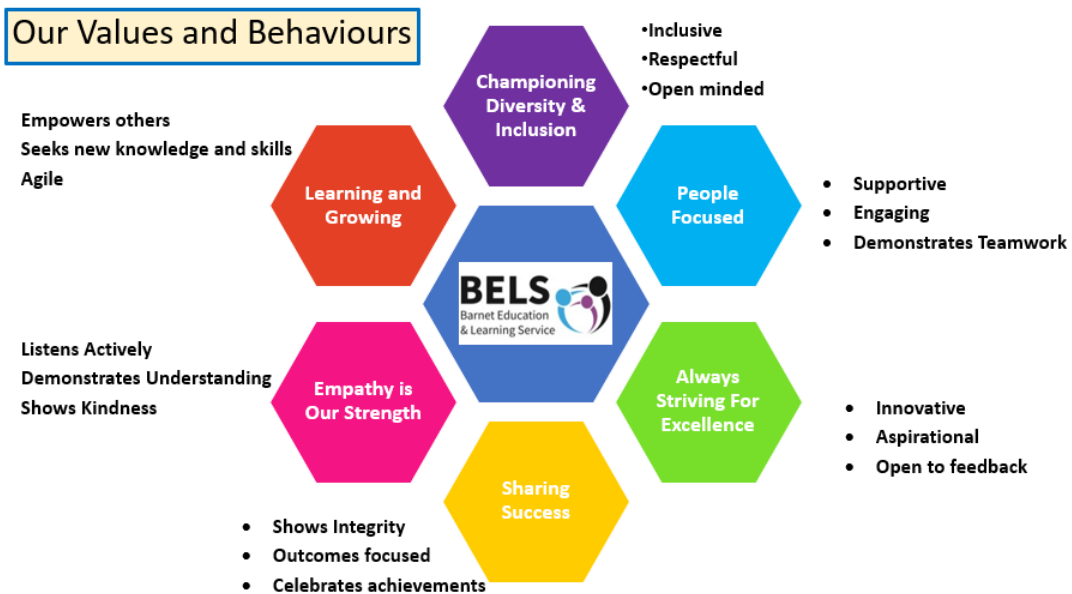 Our Values and Behaviours
Championing
Diversity &
Inclusion
•Inclusive
•Respectful
•Open minded
Empowers others
Seeks new knowledge and skills
Agile
Learning and
Growing
People
Focused
• Supportive
• Engaging
• Demonstrates Teamwork
BELS
Barnet Education
& Learning Service
Listens Actively
Demonstrates Understanding
Shows Kindness
Empathy is
Our Strength
Always
Striving For
Excellence
• Innovative
• Aspirational
• Open to feedback
Sharing
Success
• Shows Integrity
• Outcomes focused
• Celebrates achievements